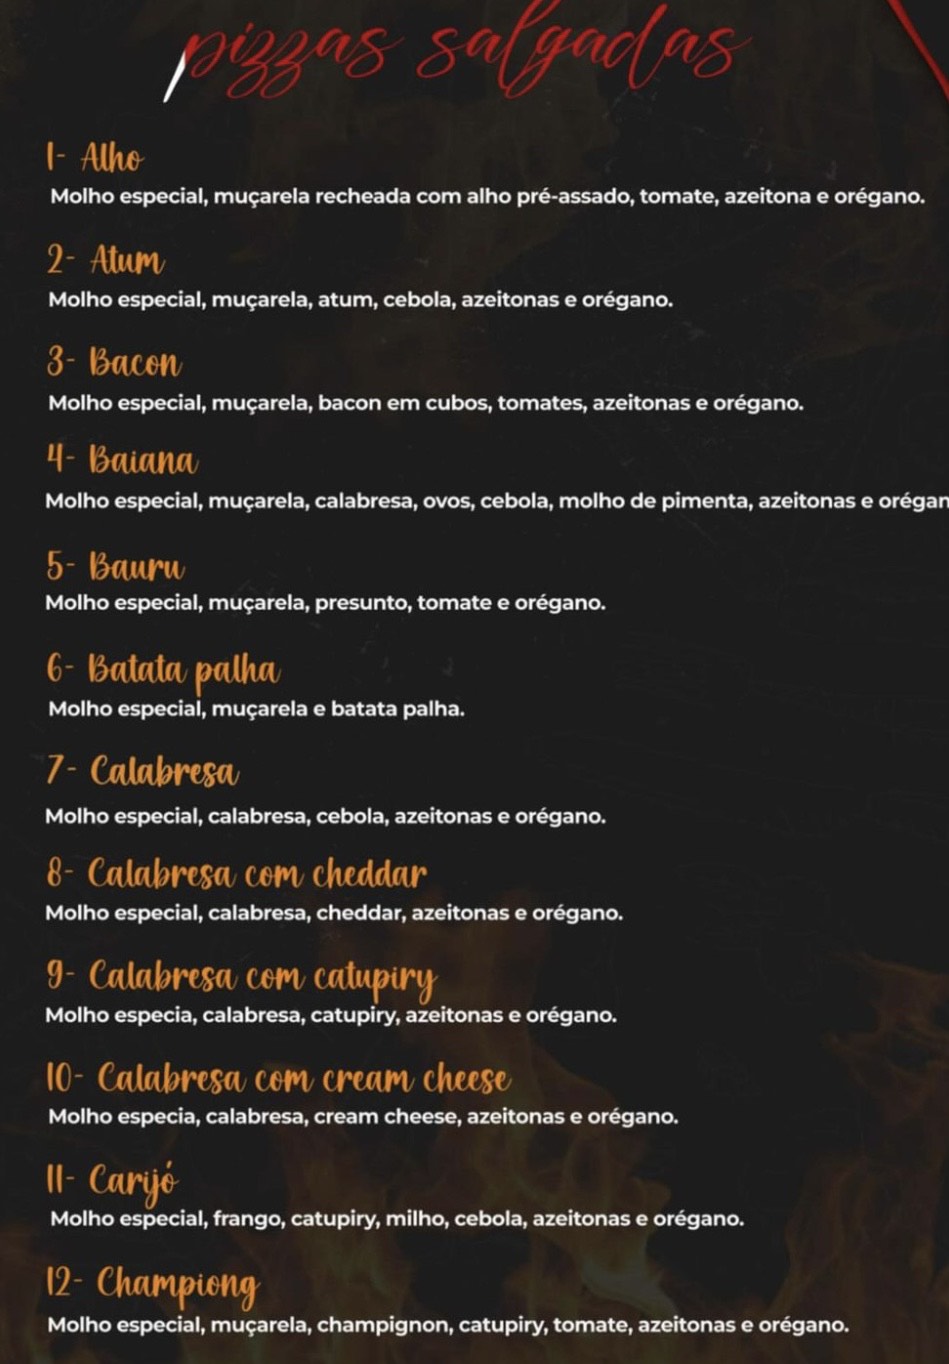 pizzas salgadas
1- Alho
Molho especial, muçarela recheada com alho pré-assado, tomate, azeitona e orégano.
2- Atum
Molho especial, muçarela, atum, cebola, azeitonas e orégano.
3- Bacon
Molho especial, muçarela, bacon em cubos, tomates, azeitonas e orégano.
4- Baiana
Molho especial, muçarela, calabresa, ovos, cebola, molho de pimenta, azeitonas e orégan
5- Bauru
Molho especial, muçarela, presunto, tomate e orégano.
6- Batata palha
Molho especial, muçarela e batata palha.
7- Calabresa
Molho especial, calabresa, cebola, azeitonas e orégano.
8- Calabresa com cheddar
Molho especial, calabresa, cheddar, azeitonas e orégano.
9- Calabresa com catupiry
Molho especia, calabresa, catupiry, azeitonas e orégano.
10- Calabresa com cream cheese
Molho especia, calabresa, cream cheese, azeitonas e orégano.
11- Carijó
Molho especial, frango, catupiry, milho, cebola, azeitonas e orégano.
12- Championg
Molho especial, muçarela, champignon, catupiry, tomate, azeitonas e orégano.